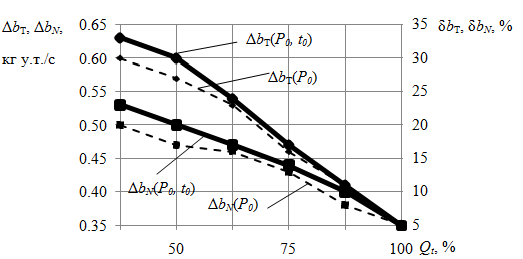 Δbт, ΔbN, 0.65 35 δbт, δbN, %
Δbт(P0, t0)
кг у.т./с 0.60 30
Δbт(P0)
0.55 25
0.50 20
0.45 15
ΔbN(P0, t0)
ΔbN(P0)
0.40 10
0.35 5
50 75 100 Qt, %